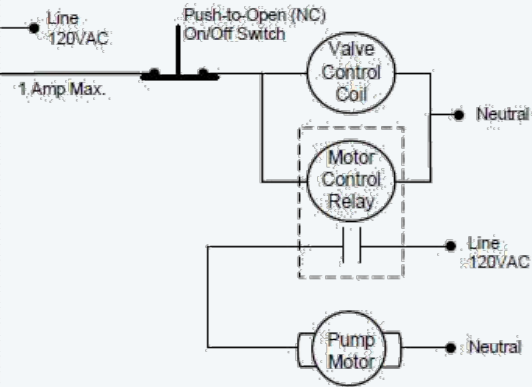 Line
120VAC
Push-to-Open (NC)
On/Off Switch
1 Amp Max.
Valve
Control
Coil
Neutral
Motor
Control
Relay
Line
120VAC
Pump
Motor
Neutral